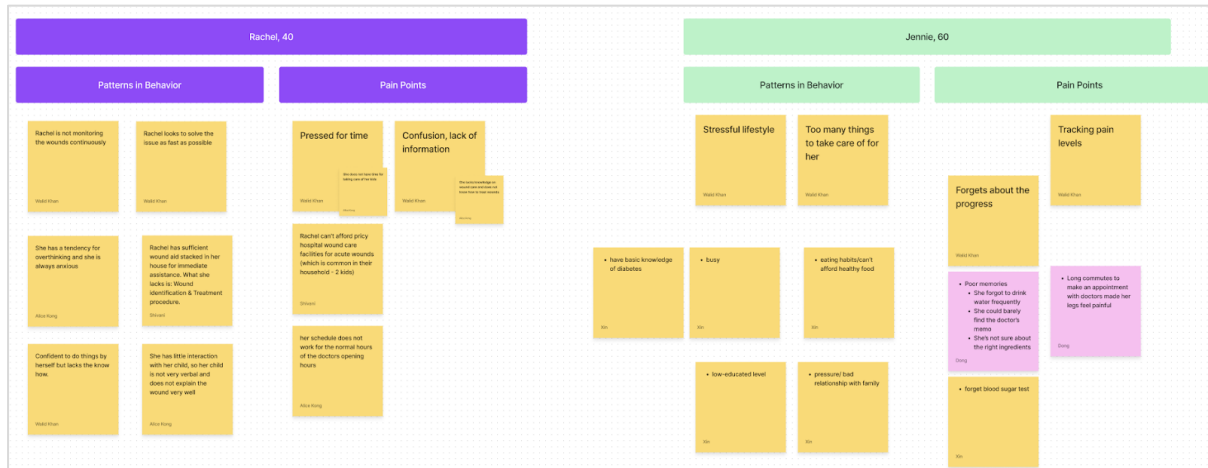 Rachel, 40
Patterns in Behavior
Pain Points
Rachel is not monitoring
the wounds continuously
Walid Khan
Rachel looks to solve the
issue as fast as possible
Walid Khan
Pressed for time
Walid Khan
Confusion, lack of
information
Walid Khan
She has a tendency for
overthinking and she is
always anxious
Alice Kong
Rachel has sufficient
wound aid stacked in her
house for immediate
assistance. What she
lacks is: Wound
identification & Treatment
procedure.
Shivani
Rachel can't afford pricy
hospital wound care
facilities for acute wounds
(which is common in their
household - 2 kids)
Shivani
Confident to do things by
herself but lacks the know
how.
Walid Khan
She has little interaction
with her child, so her child
is not very verbal and
does not explain the
wound very well
Alice Kong
her schedule does not
work for the normal hours
of the doctors opening
hours
Alice Kong
Jennie, 60
Patterns in Behavior
Pain Points
Stressful lifestyle
Walid Khan
Too many things
to take care of for
her
Walid Khan
Tracking pain
levels
Walid Khan
Forgets about the
progress
Walid Khan
• have basic knowledge
of diabetes
Xin
• busy
Xin
• eating habits/can't
afford healthy food
Xin
• Poor memories
• She forgot to drink
water frequently
• She could barely
find the doctor's
memo
• She's not sure about
the right ingredients
Dong
• Long commutes to
make an appointment
with doctors made her
legs feel painful
Dong
• low-educated level
Xin
• pressure/ bad
relationship with family
Xin
• forget blood sugar test
Xin